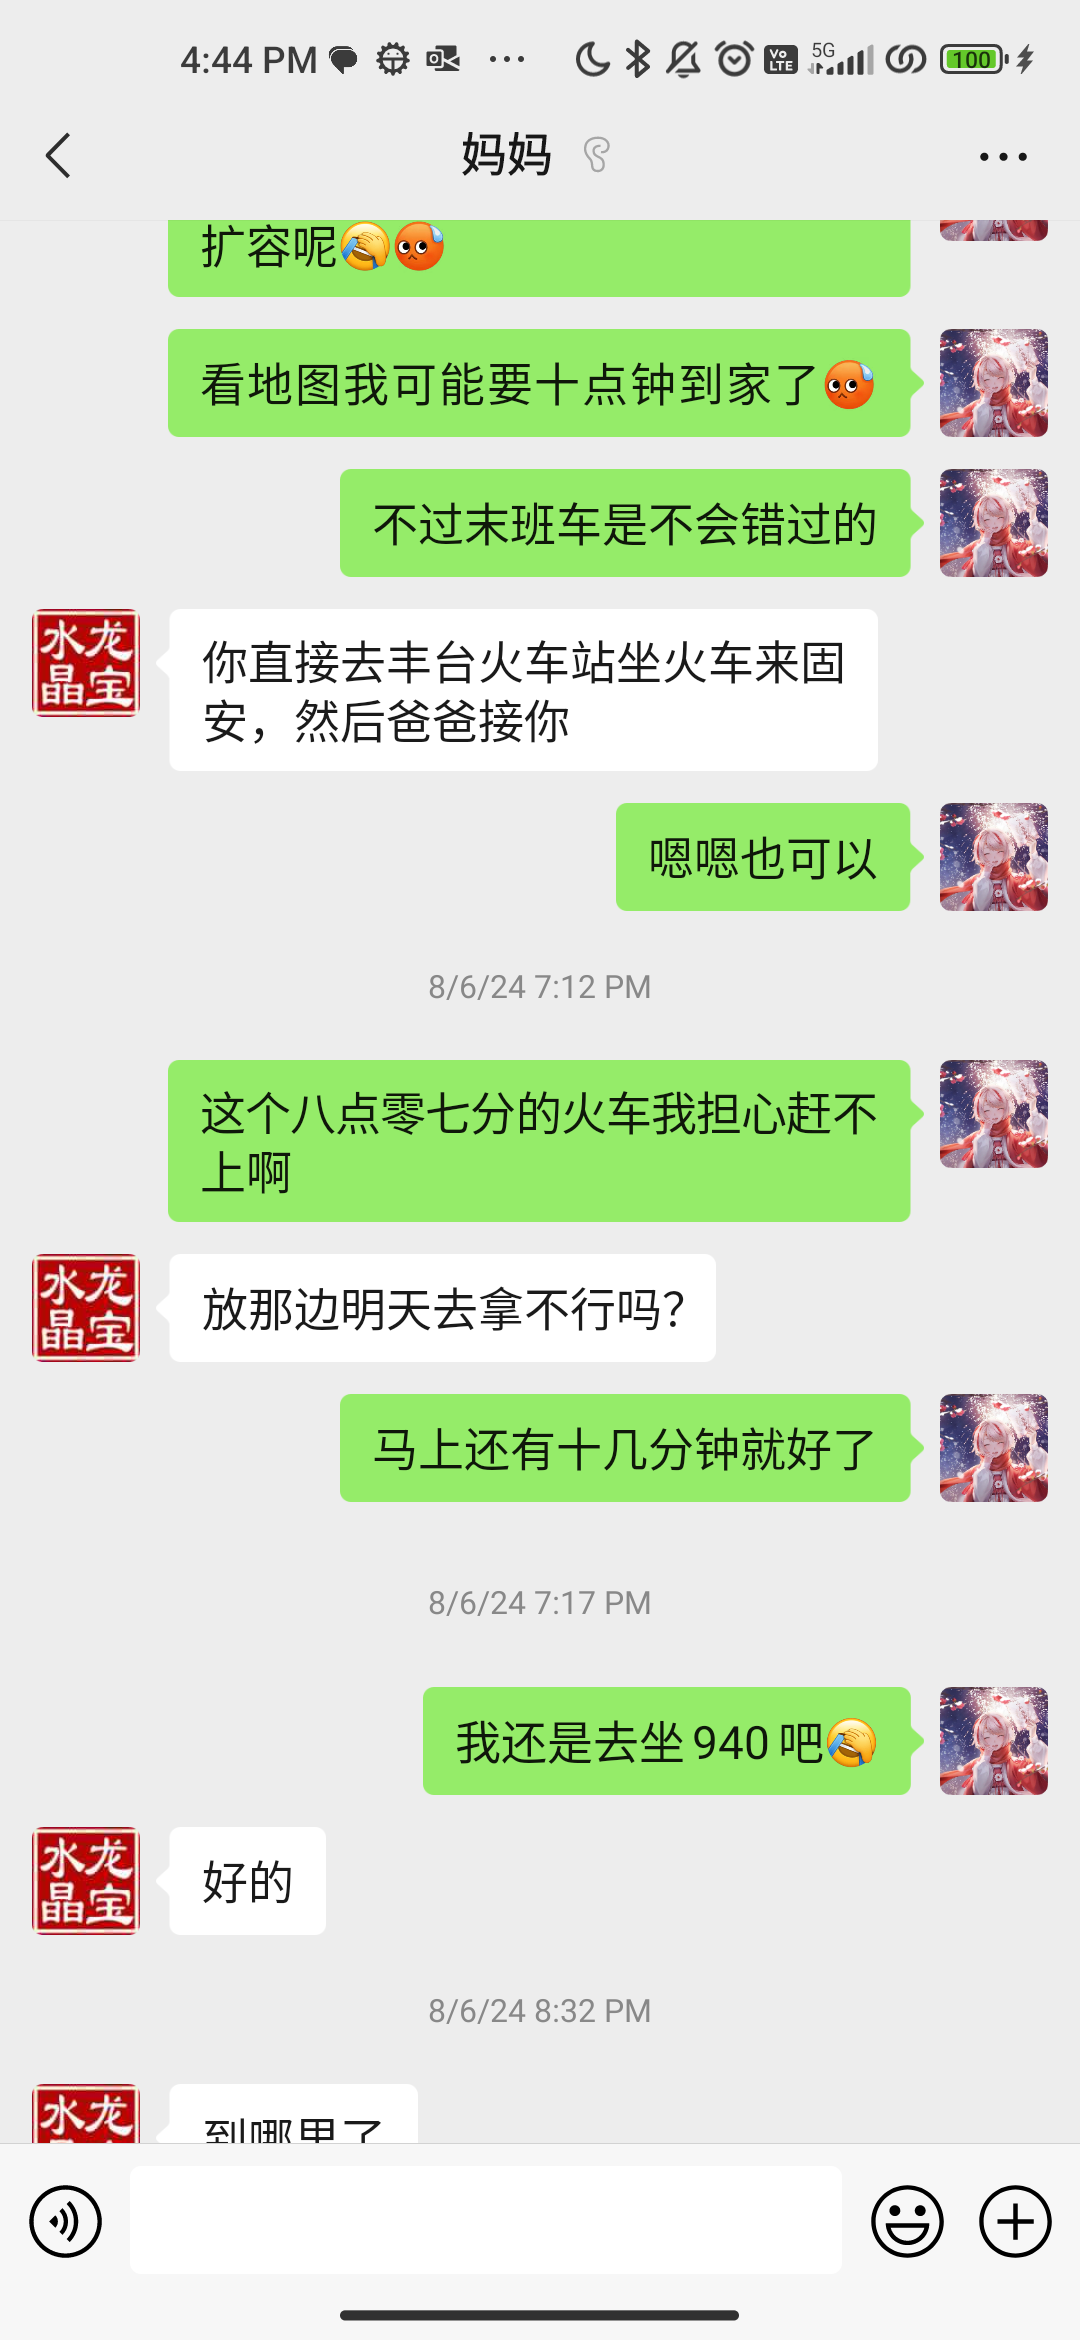 4:44 PM
5G
Vo
LTE
100
妈妈
扩容呢🤦😥
看地图我可能要十点钟到家了
不过末班车是不会错过的
水龙
晶宝
你直接去丰台火车站坐火车来固
安，然后爸爸接你
嗯嗯也可以
8/6/24 7:12 PM
这个八点零七分的火车我担心赶不
上啊
水龙
晶宝
放那边明天去拿不行吗？
马上还有十几分钟就好了
8/6/24 7:17 PM
我还是去坐 940 吧
水龙
晶宝
好的
8/6/24 8:32 PM
水龙
到哪里了